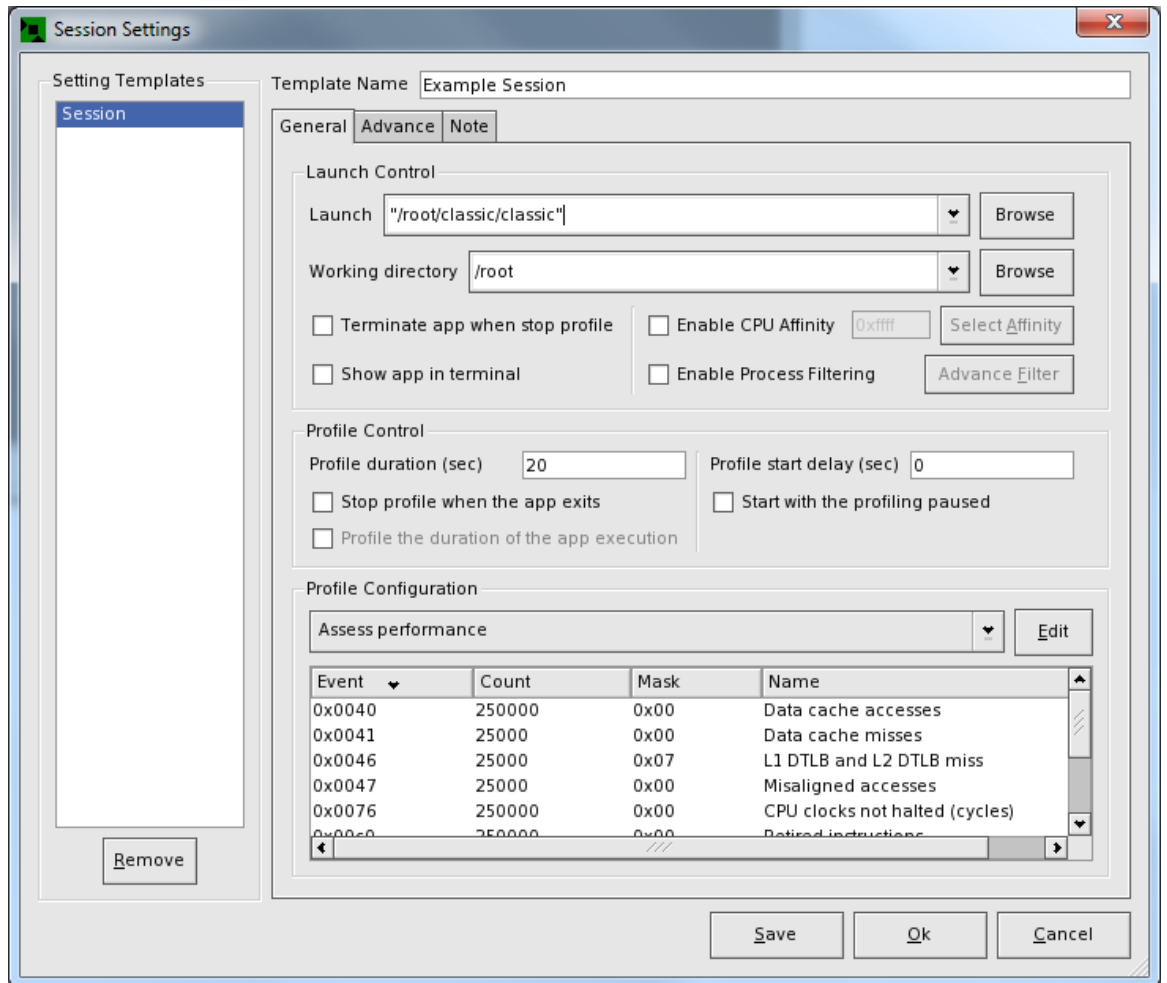 Session Settings
Setting Templates
Session
Remove
Template Name Example Session
General Advance Note
Launch Control
Launch "/root/classic/classic" Browse
Working directory /root Browse
Terminate app when stop profile Enable CPU Affinity 0xffff Select Affinity
Show app in terminal Enable Process Filtering Advance Filter
Profile Control
Profile duration (sec) 20 Profile start delay (sec) 0
Stop profile when the app exits Start with the profiling paused
Profile the duration of the app execution
Profile Configuration
Assess performance Edit
Event Count Mask Name
0x0040 250000 0x00 Data cache accesses
0x0041 25000 0x00 Data cache misses
0x0046 25000 0x07 L1 DTLB and L2 DTLB miss
0x0047 25000 0x00 Misaligned accesses
0x0076 250000 0x00 CPU clocks not halted (cycles)
0x00c0 250000 0x00 Retired instructions
Save Ok Cancel